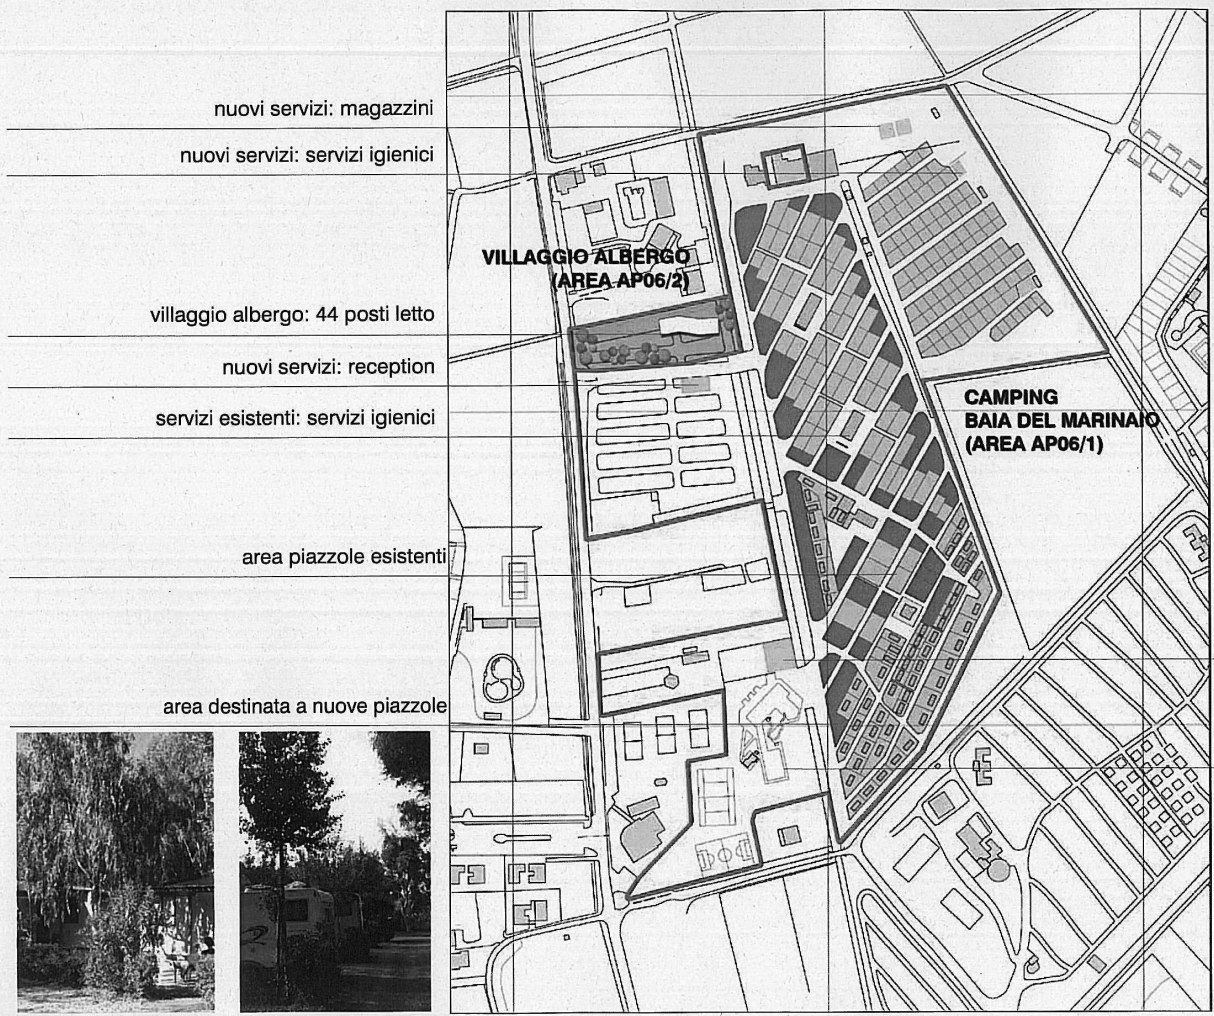 nuovi servizi: magazzini
nuovi servizi: servizi igienici
VILLAGGIO ALBERGO
(AREA AP06/2)
villaggio albergo: 44 posti letto
nuovi servizi: reception
servizi esistenti: servizi igienici
CAMPING
BAIA DEL MARINAIO
(AREA AP06/1)
area piazzole esistenti
area destinata a nuove piazzole